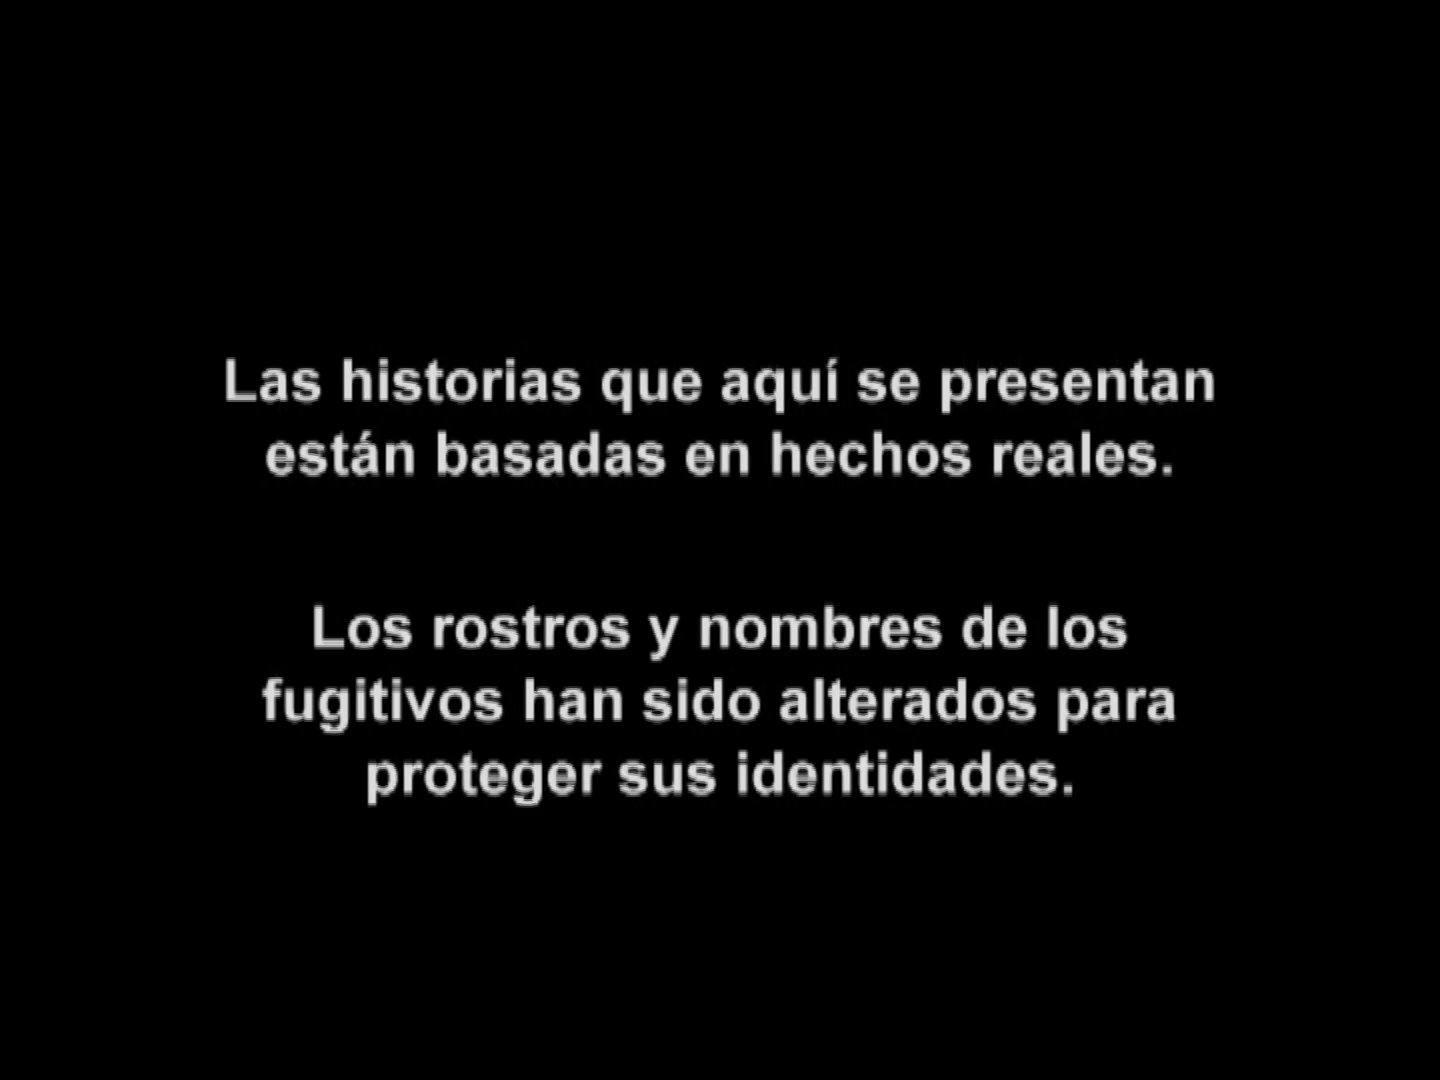 Las historias que aquí se presentan
están basadas en hechos reales.
Los rostros y nombres de los
fugitivos han sido alterados para
proteger sus identidades.